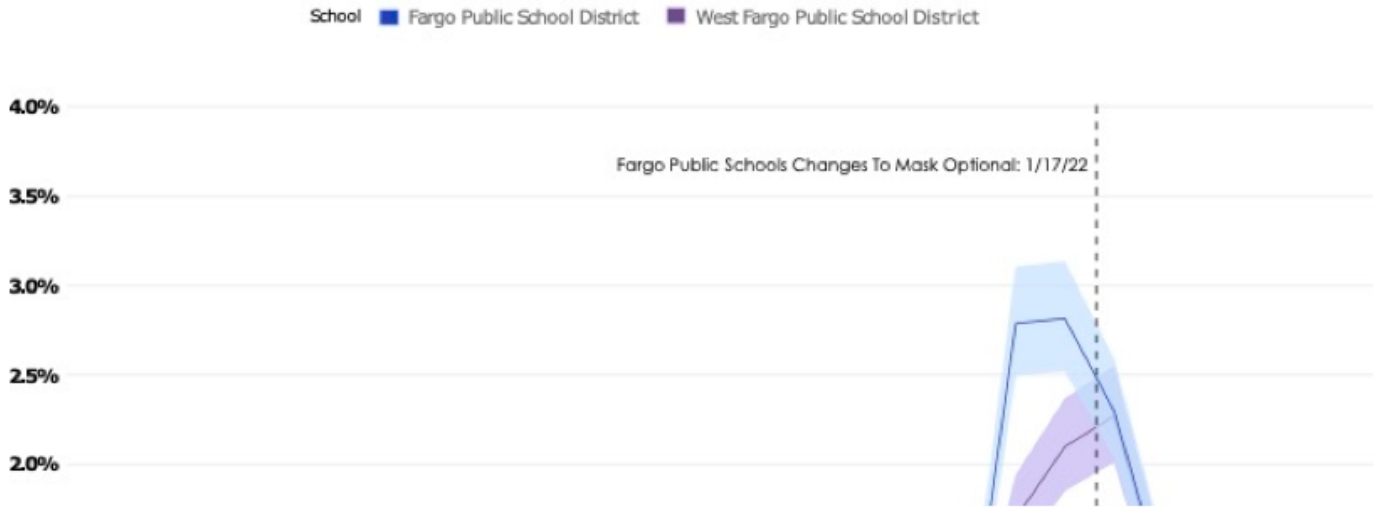 School Fargo Public School District West Fargo Public School District
4.0%
Fargo Public Schools Changes To Mask Optional: 1/17/22
3.5%
3.0%
2.5%
2.0%